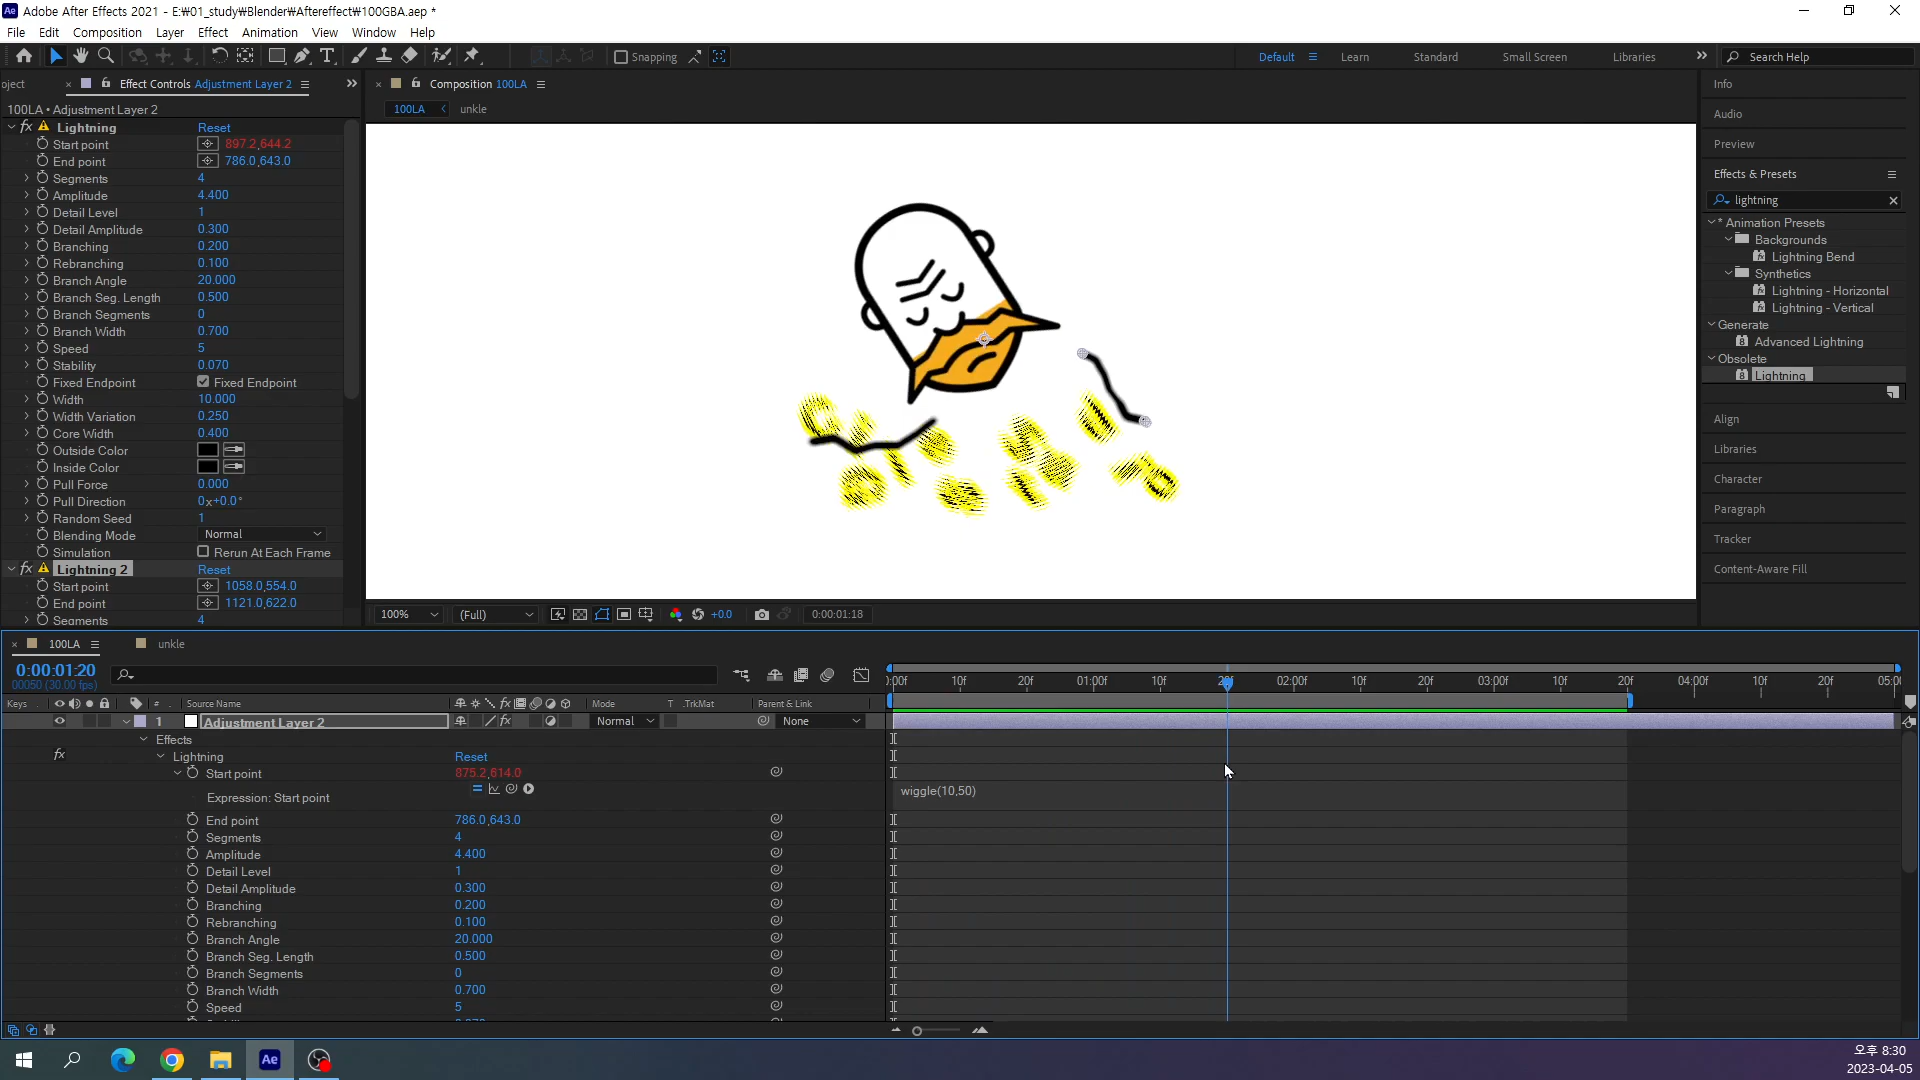 Adobe After Effects 2021 - E:\01_study\Blender\Aftereffect\100GBA.aep *
File Edit Composition Layer Effect Animation View Window Help
Snapping
Default Learn Standard Small Screen Libraries
Search Help
oject
Effect Controls Adjustment Layer 2
Composition 100LA
100LA unkle
100LA • Adjustment Layer 2
Lightning Reset
Start point 897.2,644.2
End point 786.0,643.0
Segments 4
Amplitude 4.400
Detail Level 1
Detail Amplitude 0.300
Branching 0.200
Rebranching 0.100
Branch Angle 20.000
Branch Seg. Length 0.500
Branch Segments 0
Branch Width 0.700
Speed 5
Stability 0.070
Fixed Endpoint Fixed Endpoint
Width 10.000
Width Variation 0.250
Core Width 0.400
Outside Color
Inside Color
Pull Force 0.000
Pull Direction 0x+0.0°
Random Seed 1
Blending Mode Normal
Simulation Rerun At Each Frame
Lightning 2 Reset
Start point 1058.0,554.0
End point 1121.0,622.0
Segments 4
100% (Full) +0.0 0:00:01:18
Info
Audio
Preview
Effects & Presets
lightning
* Animation Presets
Backgrounds
Lightning Bend
Synthetics
Lightning - Horizontal
Lightning - Vertical
Generate
Advanced Lightning
Obsolete
Lightning
Align
Libraries
Character
Paragraph
Tracker
Content-Aware Fill
100LA unkle
0:00:01:20
00050 (30.00 fps)
Keys # Source Name Mode T .TrkMat Parent & Link
):00f 10f 20f 01:00f 10f 20f 02:00f 10f 20f 03:00f 10f 20f 04:00f 10f 20f 05:00
1 Adjustment Layer 2 Normal None
Effects
Lightning Reset
Start point 875.2,614.0
Expression: Start point
wiggle(10,50)
End point 786.0,643.0
Segments 4
Amplitude 4.400
Detail Level 1
Detail Amplitude 0.300
Branching 0.200
Rebranching 0.100
Branch Angle 20.000
Branch Seg. Length 0.500
Branch Segments 0
Branch Width 0.700
Speed 5
오후 8:30
2023-04-05